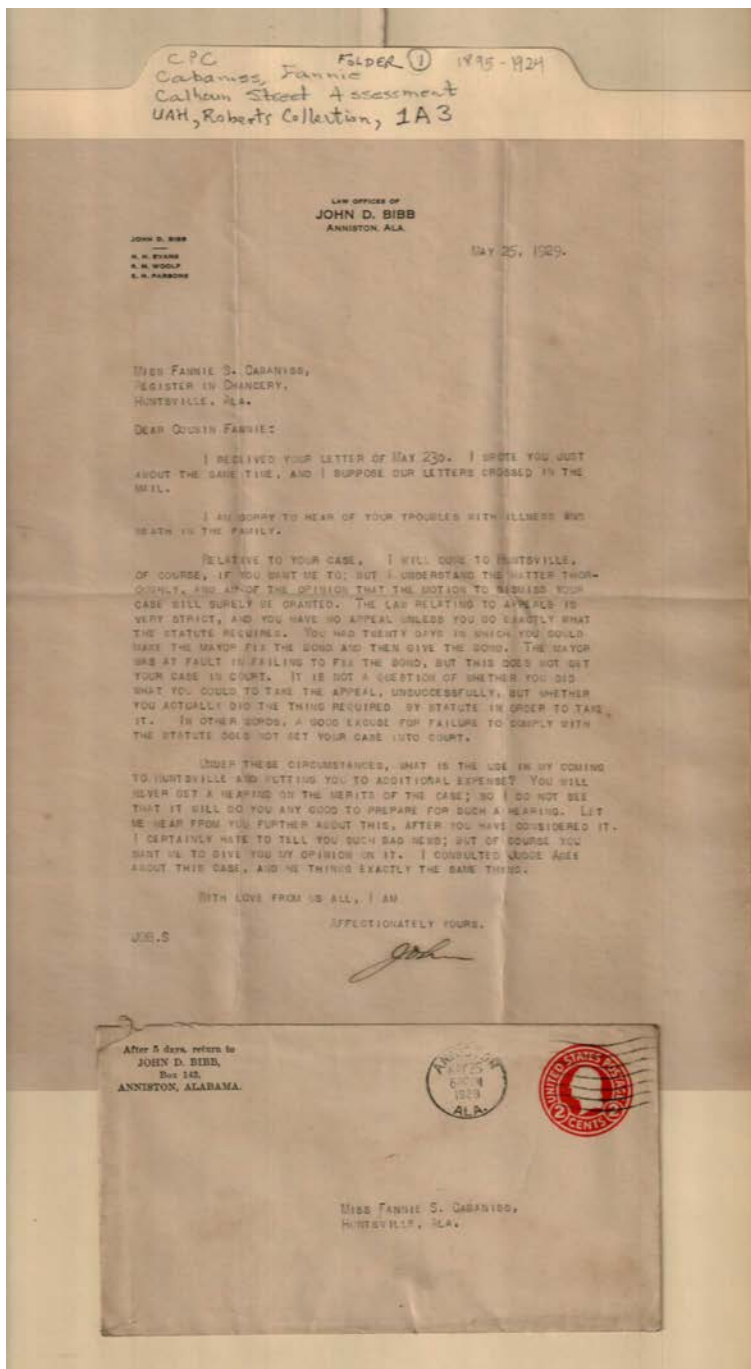 CPC FOLDER 1 1895-1924
Cabaniss, Fannie
Calhoun Street Assessment
UAH, Roberts Collection, 1A3
LAW OFFICES OF
JOHN D. BIBB
ANNISTON, ALA.
JOHN D. BIBB
H. H. EVANS
R. M. WOOLF
E. H. PARSONS
MAY 25, 1929.
MISS FANNIE S. CABANISS,
REGISTER IN CHANCERY,
HUNTSVILLE, ALA.
DEAR COUSIN FANNIE:
I RECEIVED YOUR LETTER OF MAY 23D. I WROTE YOU JUST
ABOUT THE SAME TIME, AND I SUPPOSE OUR LETTERS CROSSED IN THE
MAIL.
I AM SORRY TO HEAR OF YOUR TROUBLES WITH ILLNESS AND
DEATH IN THE FAMILY.
RELATIVE TO YOUR CASE, I WILL COME TO HUNTSVILLE,
OF COURSE, IF YOU WANT ME TO; BUT I UNDERSTAND THE MATTER THOR-
OUGHLY, AND AM OF THE OPINION THAT THE MOTION TO DISMISS YOUR
CASE WILL SURELY BE GRANTED. THE LAW RELATING TO APPEALS IS
VERY STRICT, AND YOU HAVE NO APPEAL UNLESS YOU DO EXACTLY WHAT
THE STATUTE REQUIRES. YOU HAD TWENTY DAYS IN WHICH YOU COULD
MAKE THE MAYOR FIX THE BOND AND THEN GIVE THE BOND. THE MAYOR
WAS AT FAULT IN FAILING TO FIX THE BOND, BUT THIS DOES NOT GET
YOUR CASE IN COURT. IT IS NOT A QUESTION OF WHETHER YOU DID
WHAT YOU COULD TO TAKE THE APPEAL, UNSUCCESSFULLY, BUT WHETHER
YOU ACTUALLY DID THE THING REQUIRED BY STATUTE IN ORDER TO TAKE
IT. IN OTHER WORDS, A GOOD EXCUSE FOR FAILURE TO COMPLY WITH
THE STATUTE DOES NOT GET YOUR CASE INTO COURT.
UNDER THESE CIRCUMSTANCES, WHAT IS THE USE IN MY COMING
TO HUNTSVILLE AND PUTTING YOU TO ADDITIONAL EXPENSE? YOU WILL
NEVER GET A HEARING ON THE MERITS OF THE CASE; SO I DO NOT SEE
THAT IT WILL DO YOU ANY GOOD TO PREPARE FOR SUCH A HEARING. LET
ME HEAR FROM YOU FURTHER ABOUT THIS, AFTER YOU HAVE CONSIDERED IT.
I CERTAINLY HATE TO TELL YOU SUCH BAD NEWS; BUT OF COURSE YOU
WANT ME TO GIVE YOU MY OPINION ON IT. I CONSULTED JUDGE AGEE
ABOUT THIS CASE, AND HE THINKS EXACTLY THE SAME THING.
WITH LOVE FROM US ALL, I AM
AFFECTIONATELY YOURS,
JDB.S
John
After 5 days, return to
JOHN D. BIBB,
Box 143,
ANNISTON, ALABAMA.
ANNISTON
MAY 25
1929
ALA.
UNITED STATES POSTAGE
2 CENTS 2
MISS FANNIE S. CABANISS,
HUNTSVILLE, ALA.